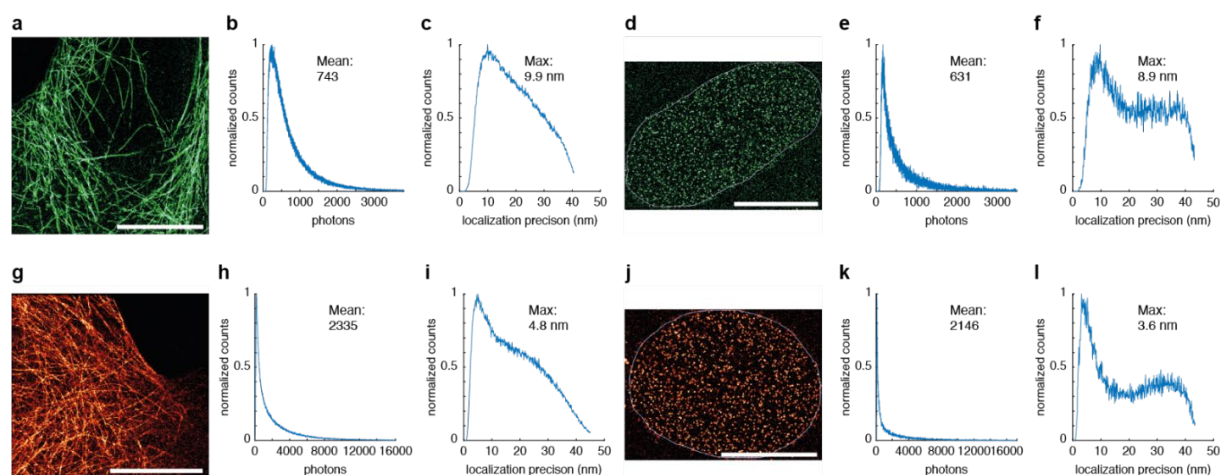 a
b
c
d
e
f
normalized counts
1
0.5
0
0
1000
2000
3000
photons
Mean:
743
normalized counts
1
0.5
0
0
10
20
30
40
50
localization precison (nm)
Max:
9.9 nm
normalized counts
1
0.5
0
0
1000
2000
3000
photons
Mean:
631
normalized counts
1
0.5
0
0
10
20
30
40
50
localization precison (nm)
Max:
8.9 nm
g
h
i
j
k
l
normalized counts
1
0.5
0
0
4000
8000
12000
16000
photons
Mean:
2335
normalized counts
1
0.5
0
0
10
20
30
40
50
localization precison (nm)
Max:
4.8 nm
normalized counts
1
0.5
0
0
4000
8000
12000
16000
photons
Mean:
2146
normalized counts
1
0.5
0
0
10
20
30
40
50
localization precison (nm)
Max:
3.6 nm